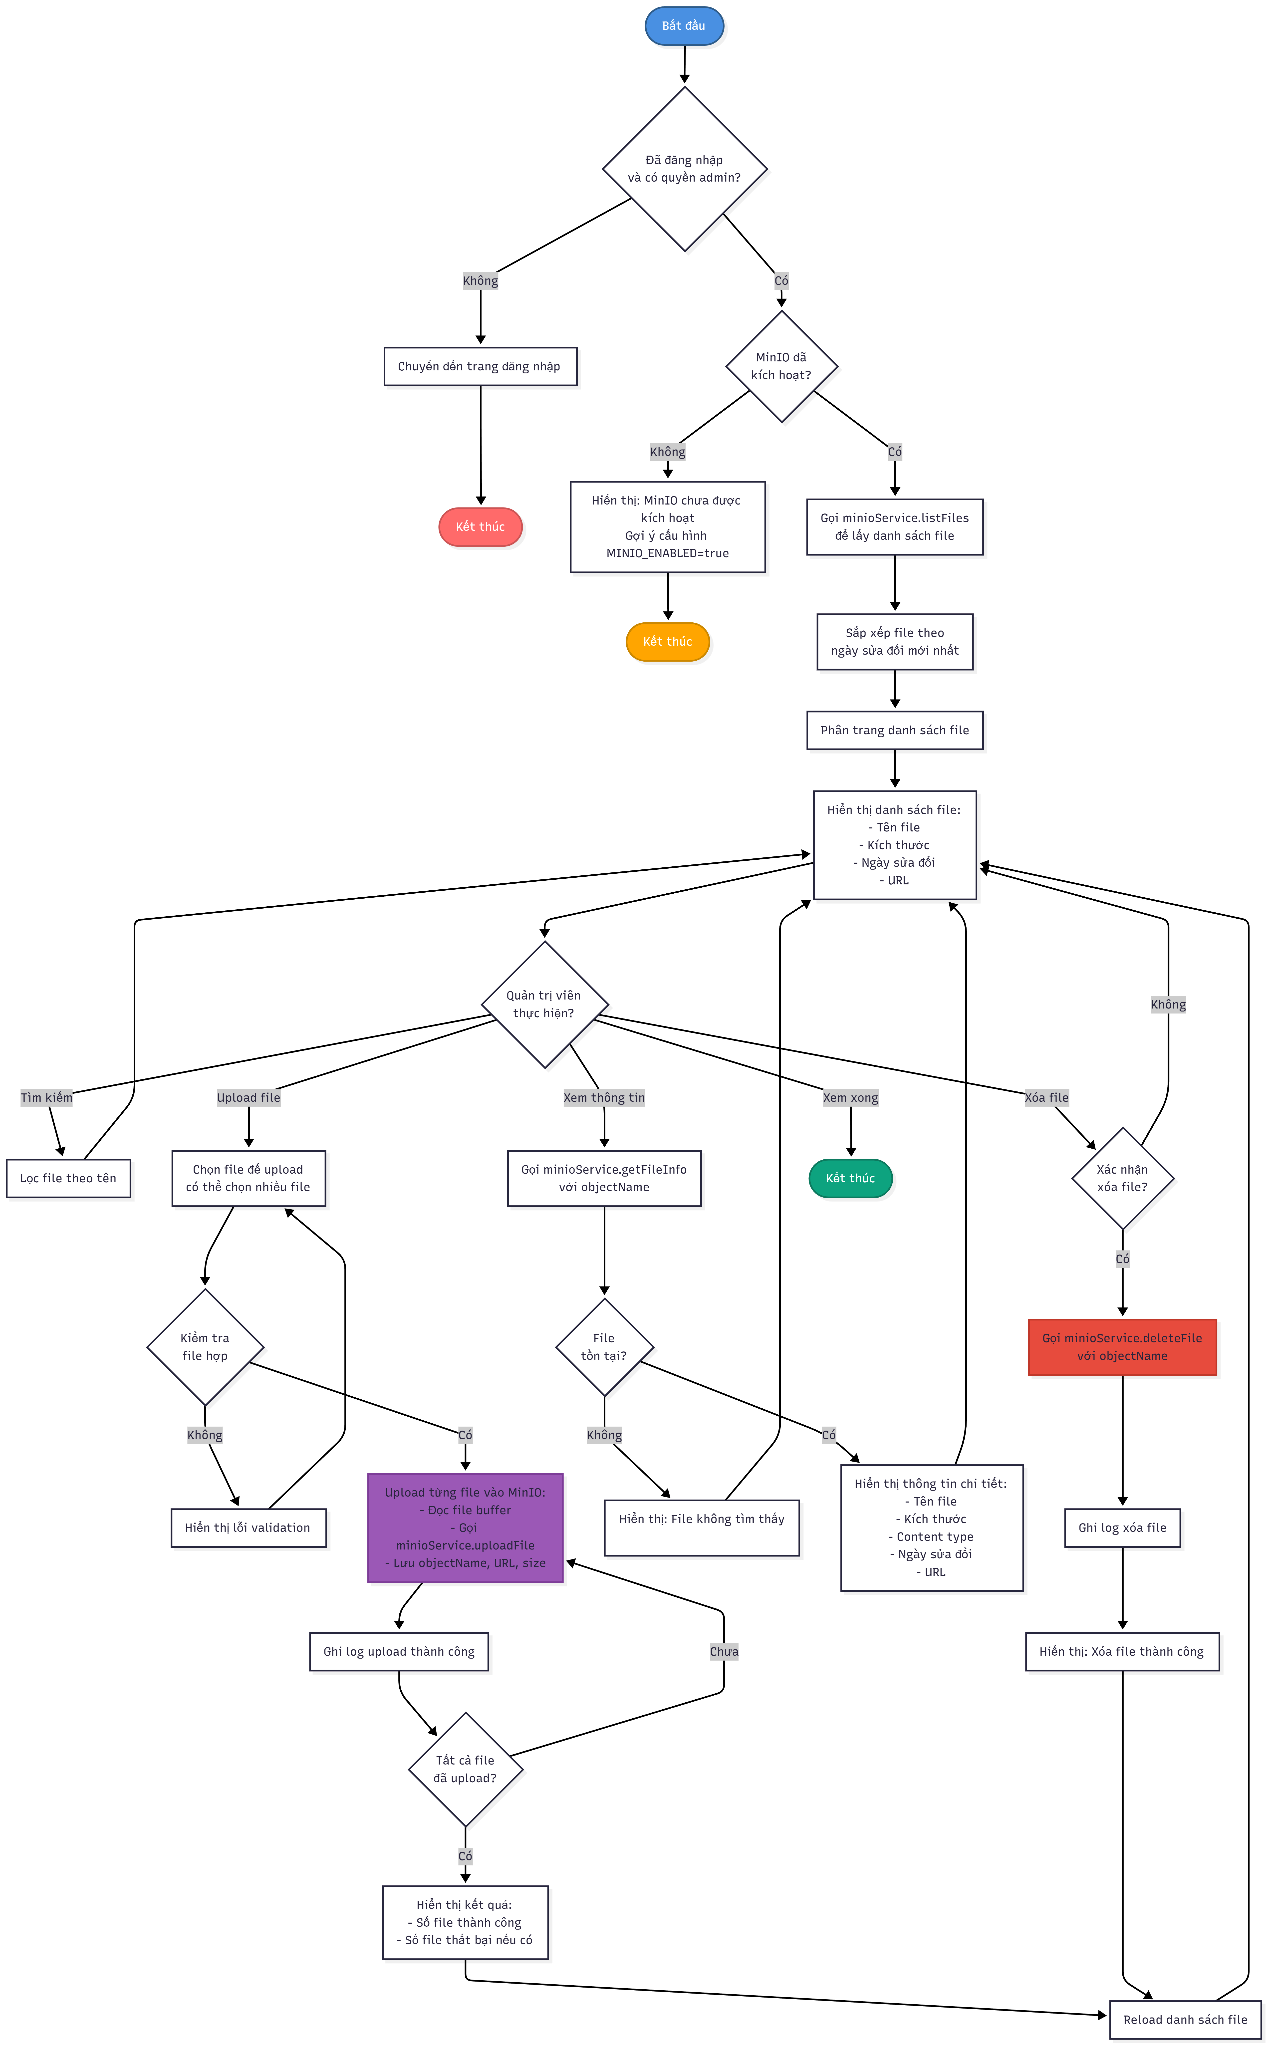 Bắt đầu
Đã đăng nhập
và có quyền admin?
Không
Có
Chuyển đến trang đăng nhập
MinIO đã
kích hoạt?
Không
Có
Kết thúc
Hiển thị: MinIO chưa được
kích hoạt
Gợi ý cấu hình
MINIO_ENABLED=true
Gọi minioService.listFiles
để lấy danh sách file
Kết thúc
Sắp xếp file theo
ngày sửa đổi mới nhất
Phân trang danh sách file
Hiển thị danh sách file:
- Tên file
- Kích thước
- Ngày sửa đổi
- URL
Quản trị viên
thực hiện?
Không
Tìm kiếm
Upload file
Xem thông tin
Xem xong
Xóa file
Lọc file theo tên
Chọn file để upload
có thể chọn nhiều file
Gọi minioService.getFileInfo
với objectName
Kết thúc
Xác nhận
xóa file?
Có
Kiểm tra
file hợp
File
tồn tại?
Gọi minioService.deleteFile
với objectName
Không
Có
Không
Có
Hiển thị lỗi validation
Upload từng file vào MinIO:
- Đọc file buffer
- Gọi
minioService.uploadFile
- Lưu objectName, URL, size
Hiển thị: File không tìm thấy
Hiển thị thông tin chi tiết:
- Tên file
- Kích thước
- Content type
- Ngày sửa đổi
- URL
Ghi log xóa file
Ghi log upload thành công
Chưa
Hiển thị: Xóa file thành công
Tất cả file
đã upload?
Có
Hiển thị kết quả:
- Số file thành công
- Số file thất bại nếu có
Reload danh sách file